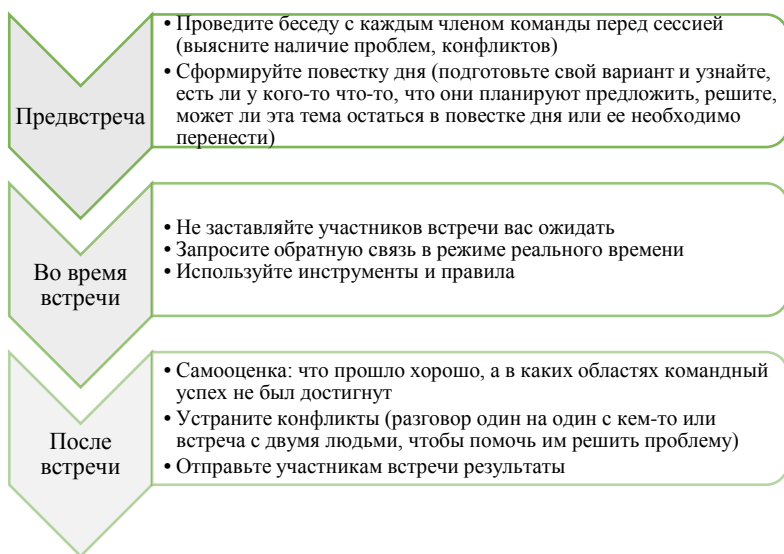 Предвстреча
• Проведите беседу с каждым членом команды перед сессией
(выясните наличие проблем, конфликтов)
• Сформируйте повестку дня (подготовьте свой вариант и узнайте,
есть ли у кого-то что-то, что они планируют предложить, решите,
может ли эта тема остаться в повестке дня или ее необходимо
перенести)
Во время
встречи
• Не заставляйте участников встречи вас ожидать
• Запросите обратную связь в режиме реального времени
• Используйте инструменты и правила
После
встречи
• Самооценка: что прошло хорошо, а в каких областях командный
успех не был достигнут
• Устраните конфликты (разговор один на один с кем-то или
встреча с двумя людьми, чтобы помочь им решить проблему)
• Отправьте участникам встречи результаты